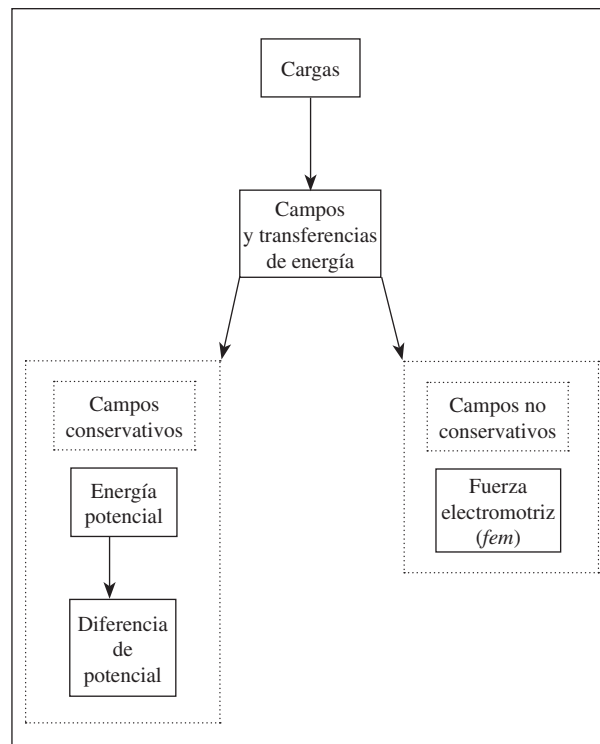 Cargas
Campos
y transferencias
de energía
Campos
conservativos
Energía
potencial
Diferencia
de
potencial
Campos no
conservativos
Fuerza
electromotriz
(fem)